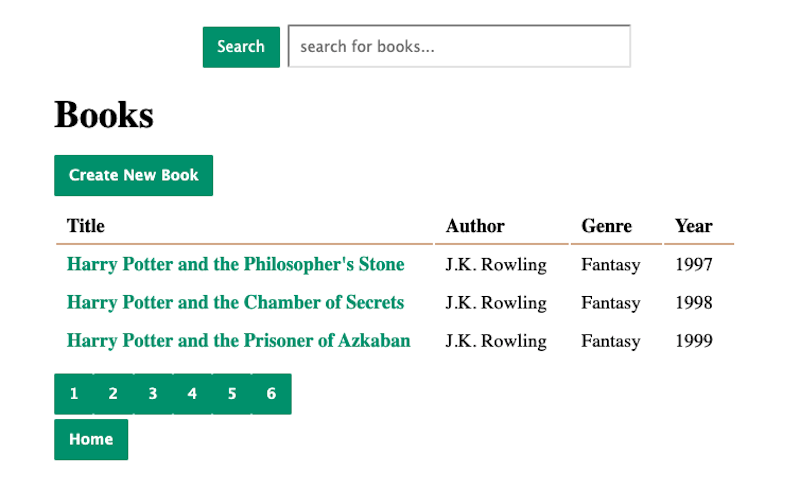 Search search for books...
Books
Create New Book
Title Author Genre Year
Harry Potter and the Philosopher's Stone J.K. Rowling Fantasy 1997
Harry Potter and the Chamber of Secrets J.K. Rowling Fantasy 1998
Harry Potter and the Prisoner of Azkaban J.K. Rowling Fantasy 1999
1 2 3 4 5 6
Home